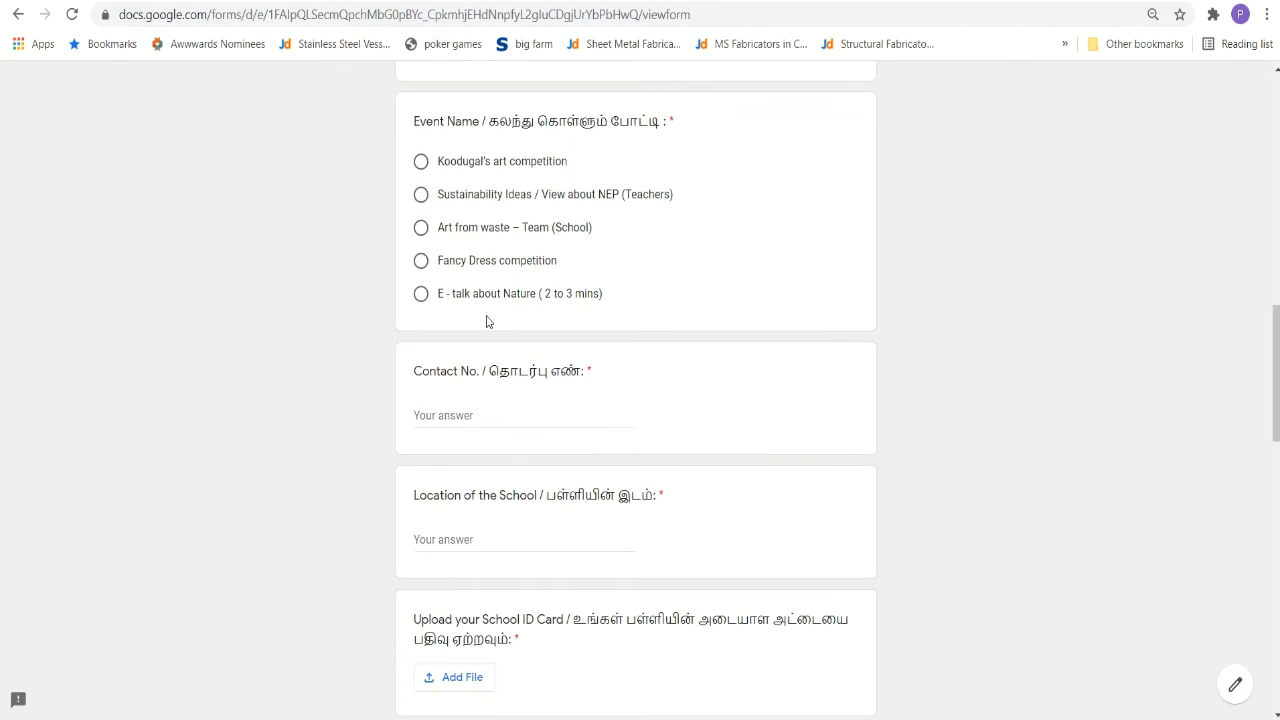 docs.google.com/forms/d/e/1FAIpQLSecmQpchMbG0pBYc_CpkmhjEHdNnpfyL2gIuCDgjUrYbPbHwQ/viewform
P
Apps Bookmarks Awwwards Nominees Stainless Steel Vess... poker games big farm Sheet Metal Fabrica... MS Fabricators in C... Structural Fabricato... » Other bookmarks Reading list
Event Name / கலந்து கொள்ளும் போட்டி : *
Koodugal's art competition
Sustainability Ideas / View about NEP (Teachers)
Art from waste – Team (School)
Fancy Dress competition
E - talk about Nature ( 2 to 3 mins)
Contact No. / தொடர்பு எண்: *
Your answer
Location of the School / பள்ளியின் இடம்: *
Your answer
Upload your School ID Card / உங்கள் பள்ளியின் அடையாள அட்டையை
பதிவு ஏற்றவும்: *
Add File